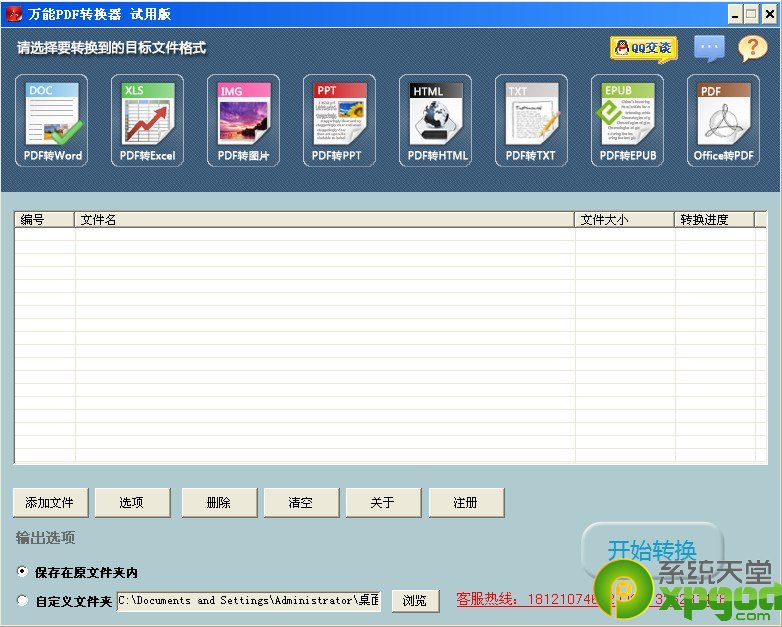 万能PDF转换器 试用版
请选择要转换到的目标文件格式
QQ交谈
?
DOC XLS IMG PPT HTML TXT EPUB PDF
PDF转Word PDF转Excel PDF转图片 PDF转PPT PDF转HTML PDF转TXT PDF转EPUB Office转PDF
编号 文件名 文件大小 转换进度
添加文件 选项 删除 清空 关于 注册
输出选项
开始转换
保存在原文件夹内
自定义文件夹 C:\Documents and Settings\Administrator\桌面 浏览
客服热线: 18121074
系统天堂
xpgod
.com